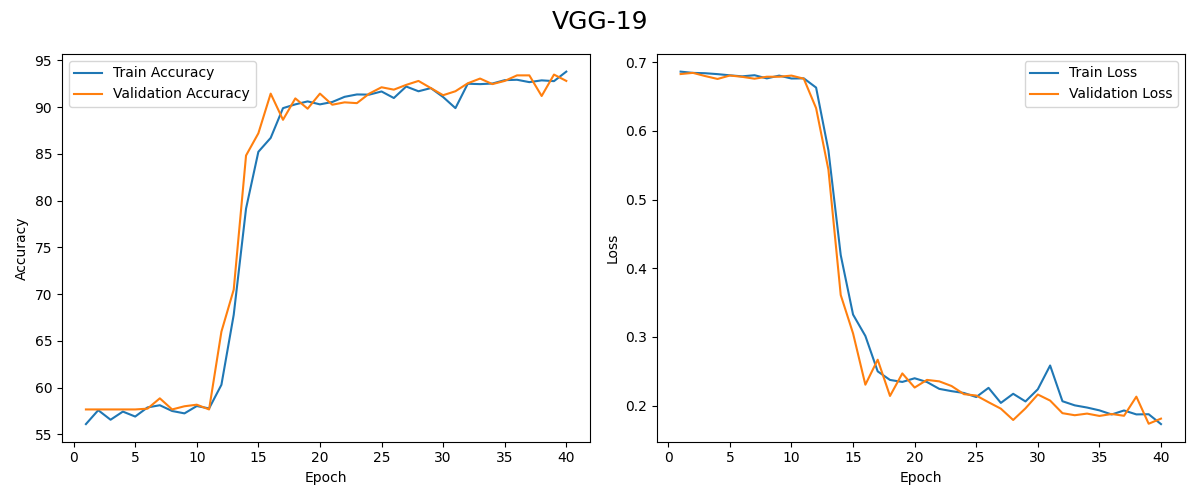 VGG-19
Train Accuracy
Validation Accuracy
Accuracy
95
90
85
80
75
70
65
60
55
0 5 10 15 20 25 30 35 40
Epoch
Train Loss
Validation Loss
Loss
0.7
0.6
0.5
0.4
0.3
0.2
0 5 10 15 20 25 30 35 40
Epoch